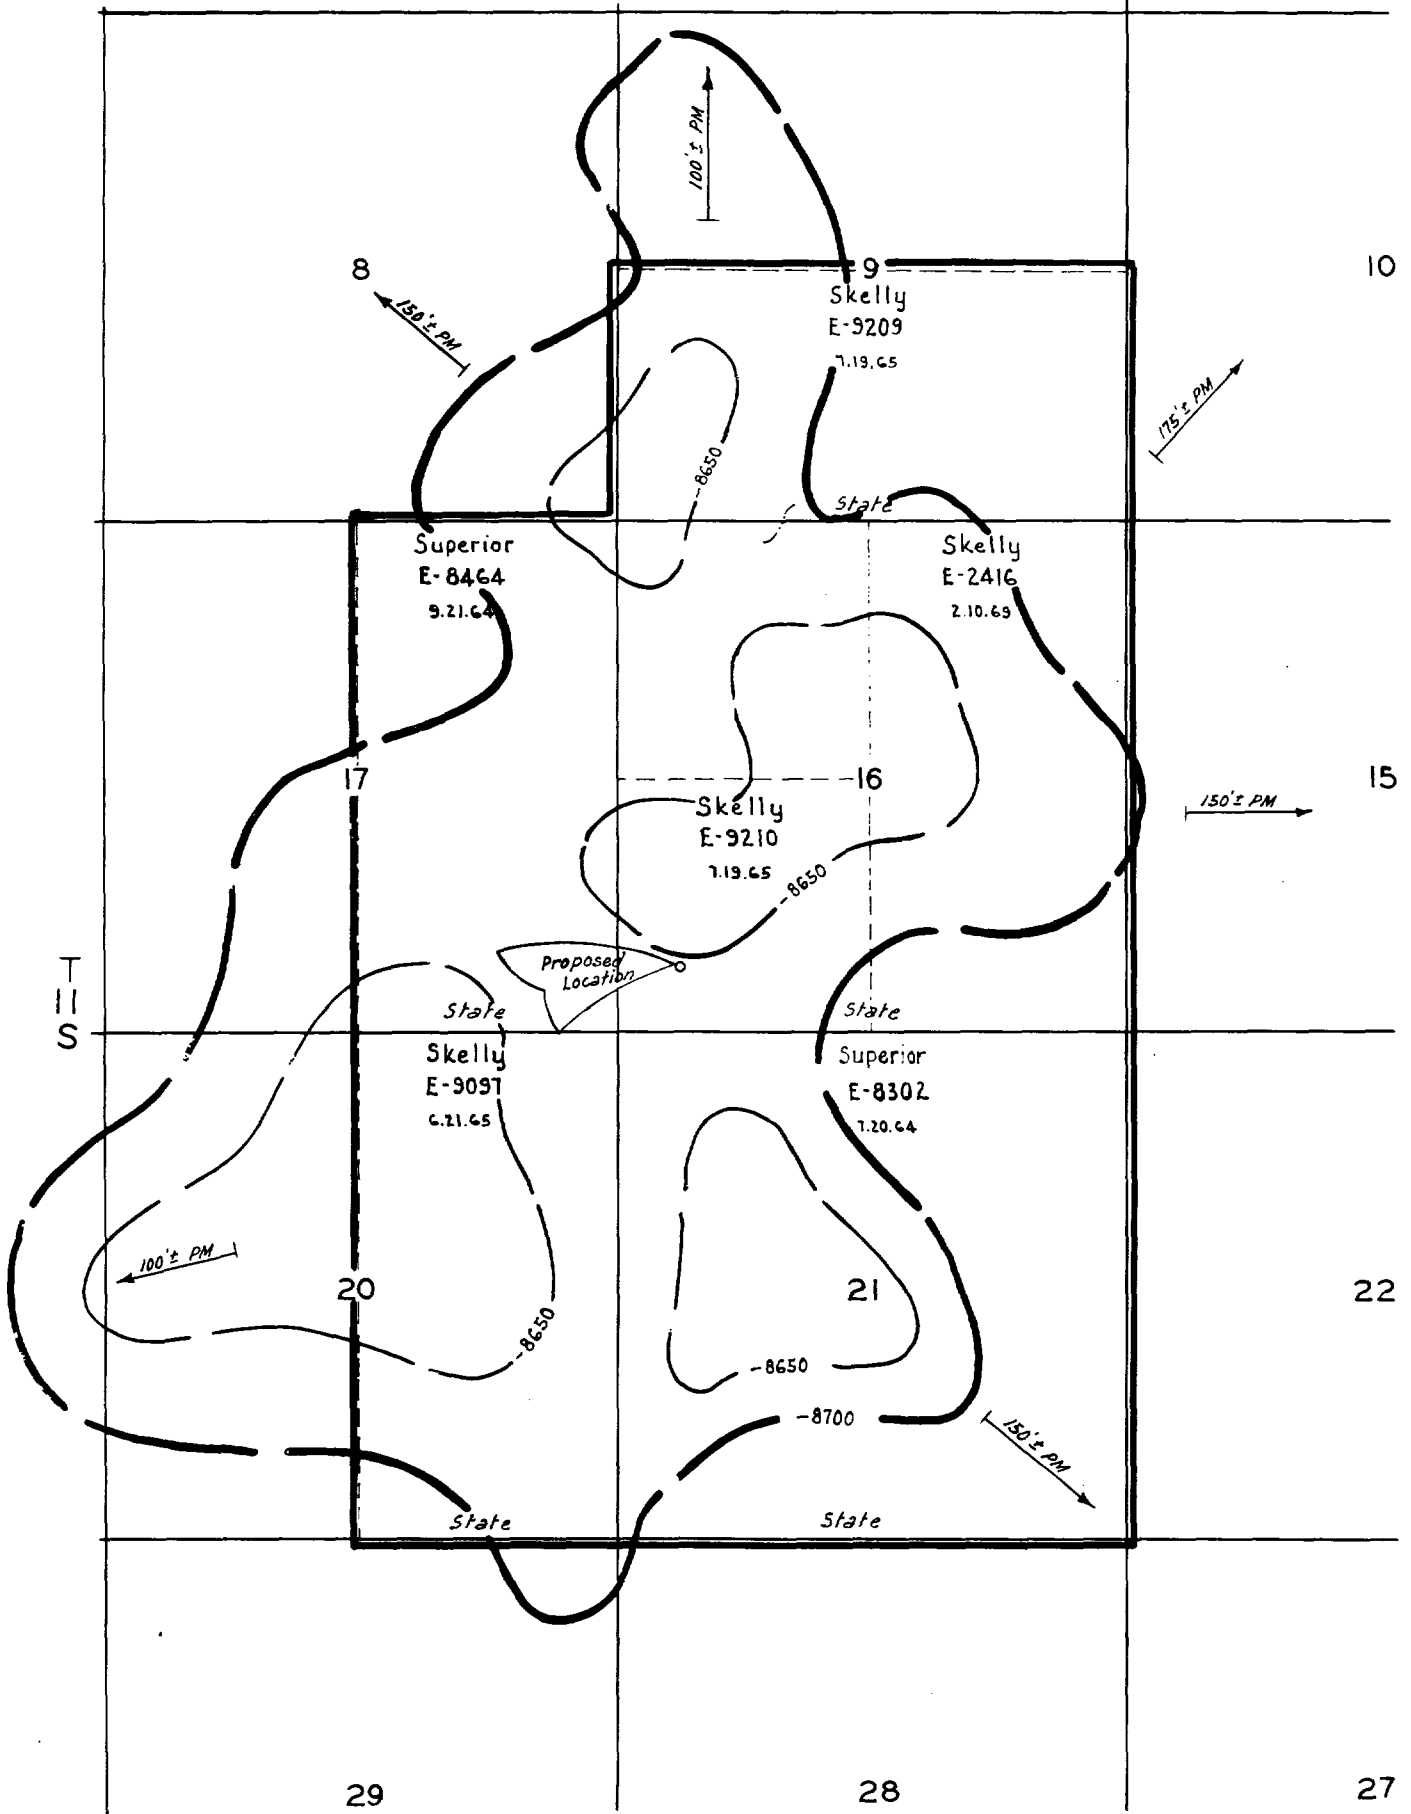 100'± PM
8
9
10
150'± PM
Skelly
E-9209
7.19.65
175'± PM
-8650
State
Superior
E-8464
9.21.64
Skelly
E-2416
2.10.69
17
16
15
Skelly
E-9210
7.19.65
150'± PM
-8650
Proposed
Location
T
11
S
State
State
Skelly
E-9097
6.21.65
Superior
E-8302
7.20.64
100'± PM
20
21
22
-8650
-8650
-8700
150'± PM
State
State
29
28
27